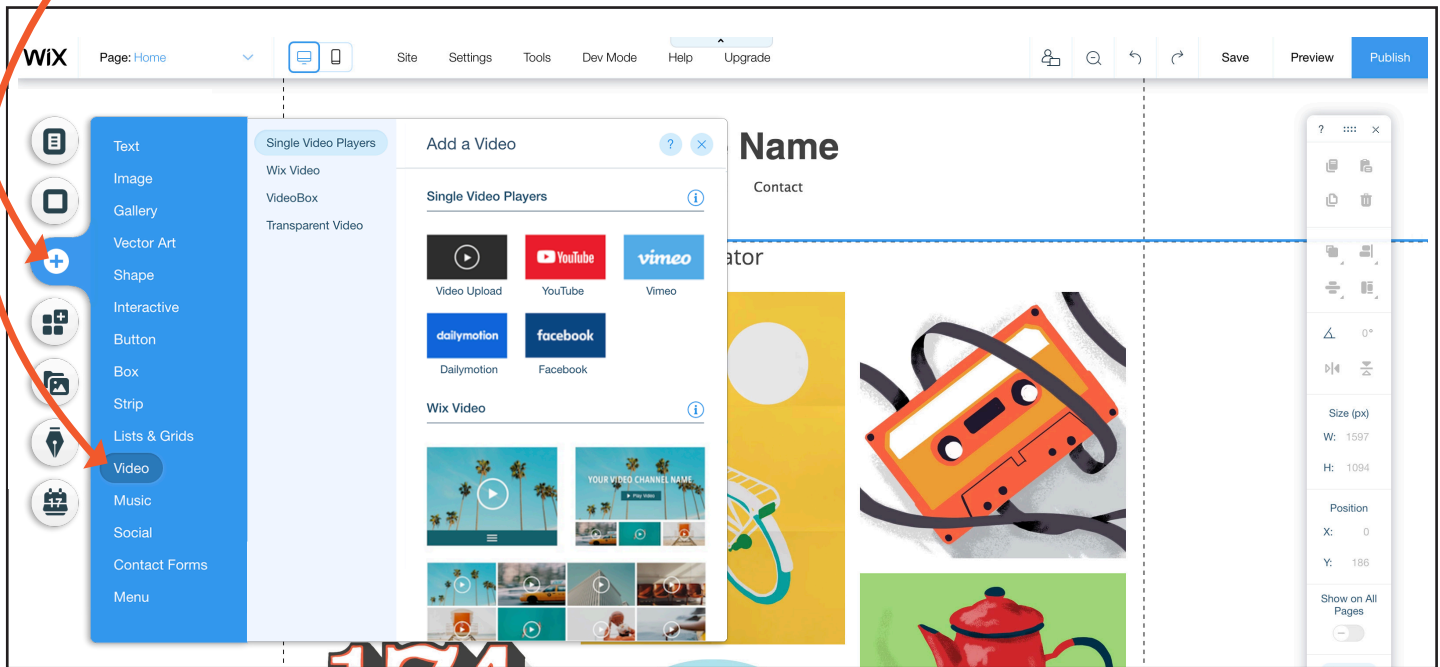 WiX
Page: Home
Site
Settings
Tools
Dev Mode
Help
Upgrade
Save
Preview
Publish
Text
Image
Gallery
Vector Art
Shape
Interactive
Button
Box
Strip
Lists & Grids
Video
Music
Social
Contact Forms
Menu
17
Single Video Players
Wix Video
VideoBox
Transparent Video
Add a Video
?
Single Video Players
i
YouTube
vimeo
Video Upload
YouTube
Vimeo
dailymotion
facebook
Dailymotion
Facebook
Wix Video
i
YOUR VIDEO CHANNEL NAME
Play Video
Name
Contact
ator
174
?
0°
Size (px)
W: 1597
H: 1094
Position
X: 0
Y: 186
Show on All
Pages